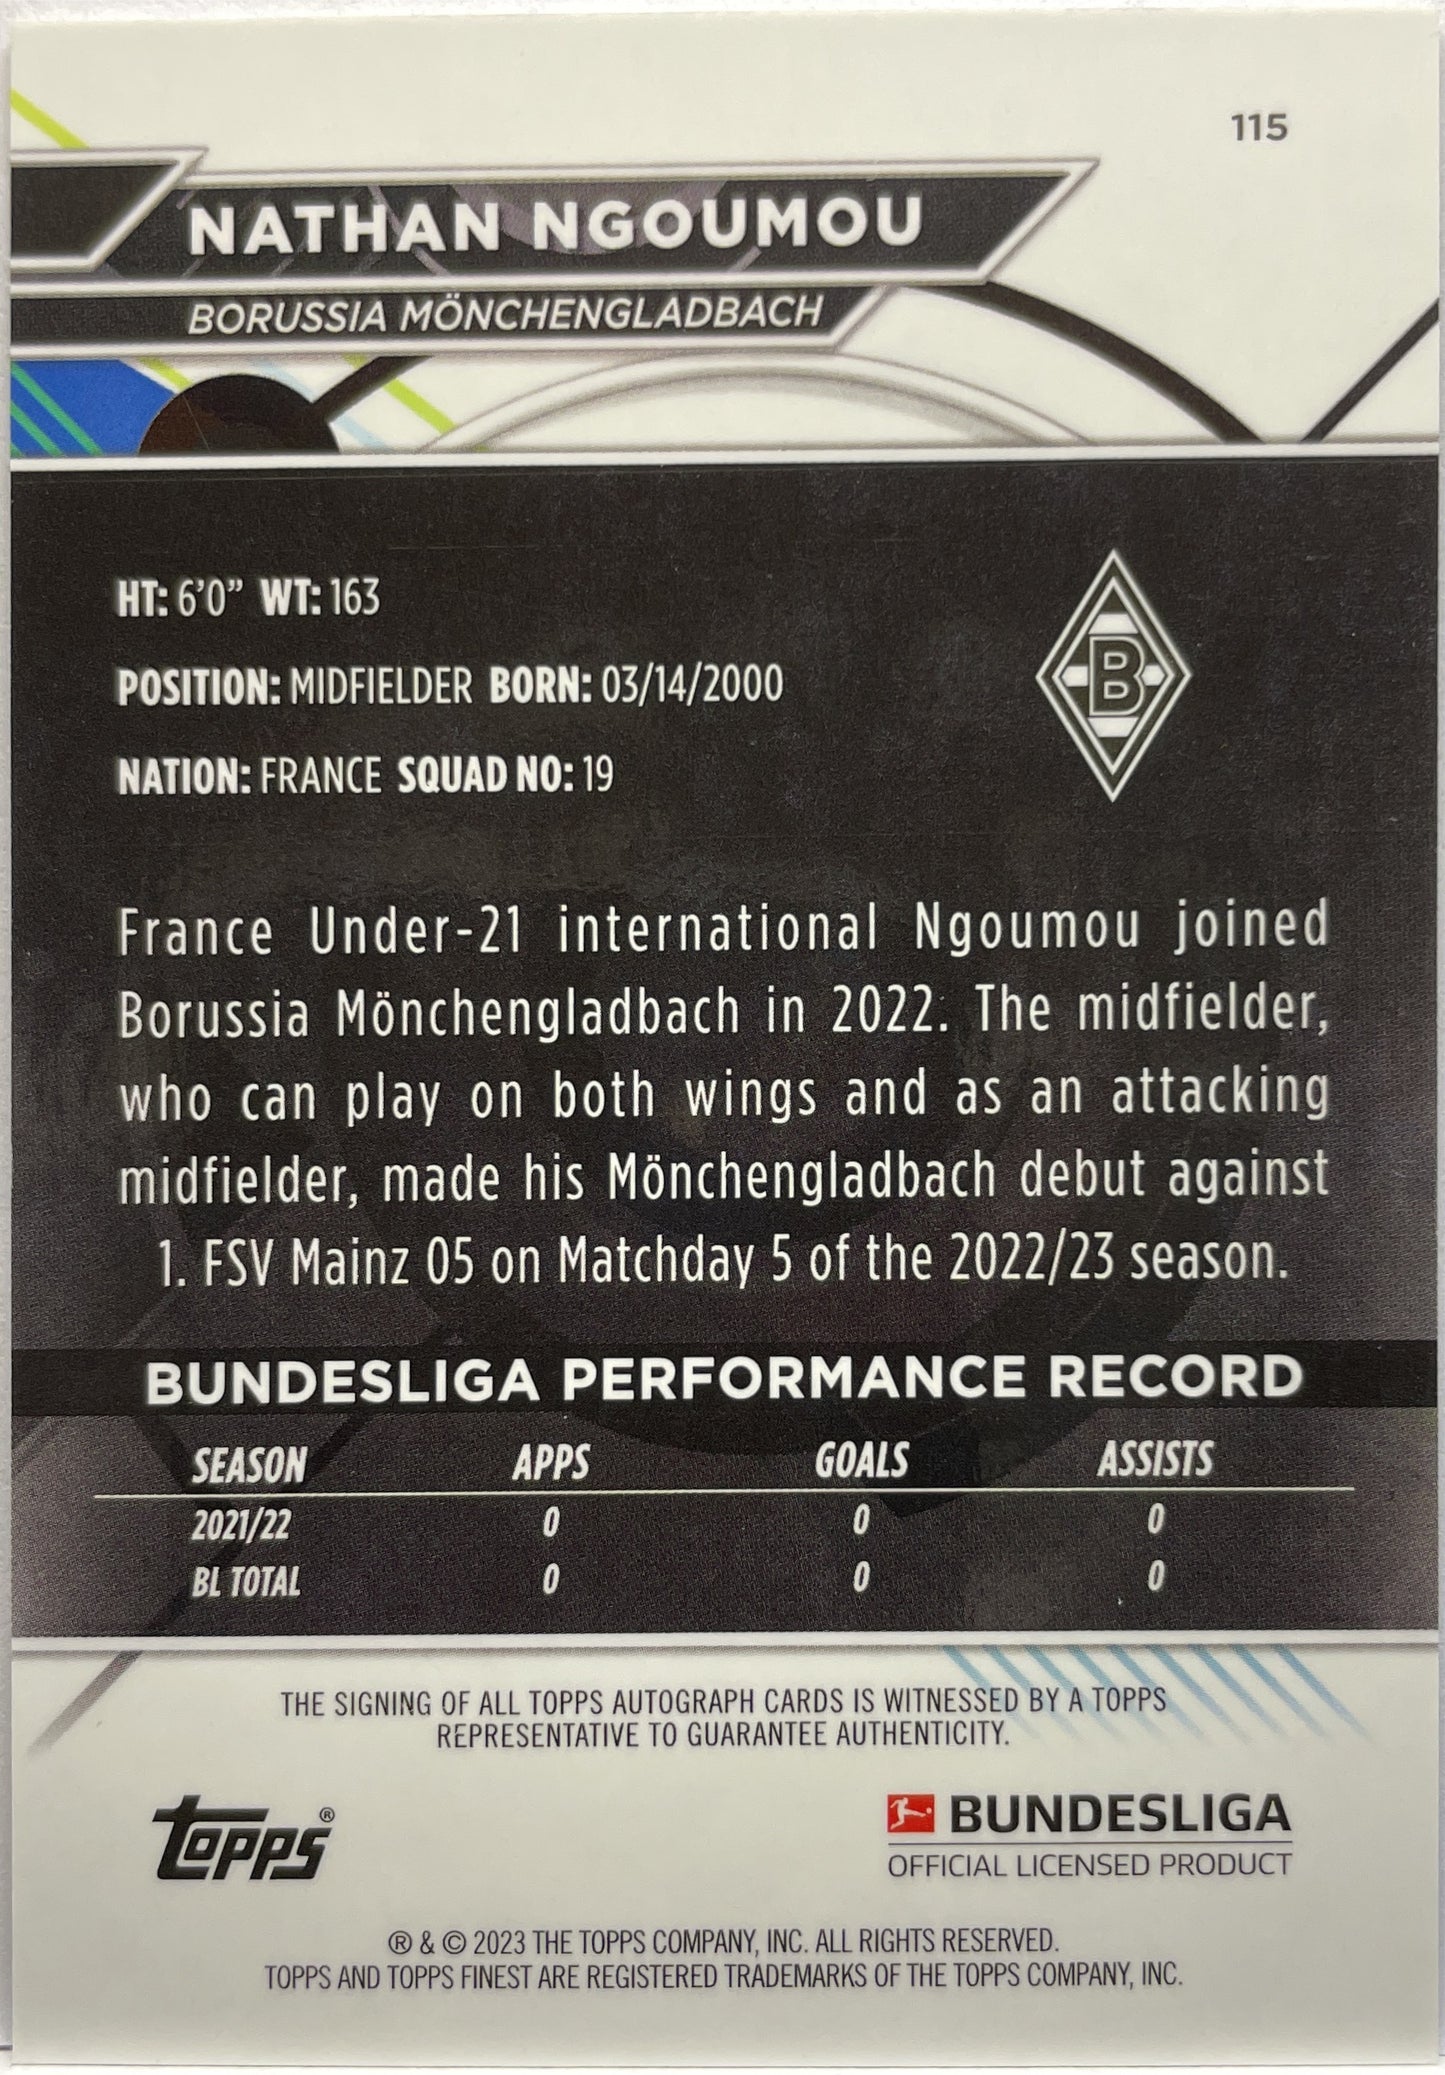 115
NATHAN NGOUMOU
BORUSSIA MÖNCHENGLADBACH
HT: 6'0” WT: 163
POSITION: MIDFIELDER BORN: 03/14/2000
NATION: FRANCE SQUAD NO: 19
B
France Under-21 international Ngoumou joined
Borussia Mönchengladbach in 2022. The midfielder,
who can play on both wings and as an attacking
midfielder, made his Mönchengladbach debut against
1. FSV Mainz 05 on Matchday 5 of the 2022/23 season.
BUNDESLIGA PERFORMANCE RECORD
SEASON APPS GOALS ASSISTS
2021/22 0 0 0
BL TOTAL 0 0 0
THE SIGNING OF ALL TOPPS AUTOGRAPH CARDS IS WITNESSED BY A TOPPS
REPRESENTATIVE TO GUARANTEE AUTHENTICITY.
Topps®
BUNDESLIGA
OFFICIAL LICENSED PRODUCT
® & © 2023 THE TOPPS COMPANY, INC. ALL RIGHTS RESERVED.
TOPPS AND TOPPS FINEST ARE REGISTERED TRADEMARKS OF THE TOPPS COMPANY, INC.